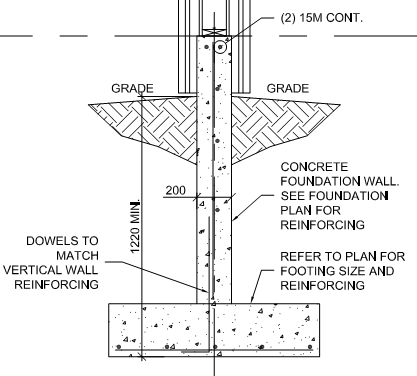 (2) 15M CONT.
GRADE
GRADE
CONCRETE
FOUNDATION WALL.
SEE FOUNDATION
PLAN FOR
REINFORCING
200
1220 MIN.
DOWELS TO
MATCH
VERTICAL WALL
REINFORCING
REFER TO PLAN FOR
FOOTING SIZE AND
REINFORCING